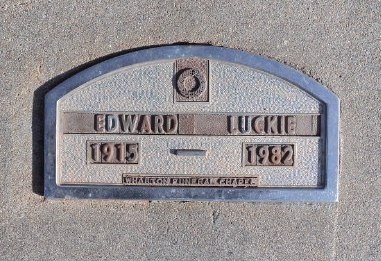 EDWARD LUCKIE
1915 - 1982
WHARTON FUNERAL CHAPEL